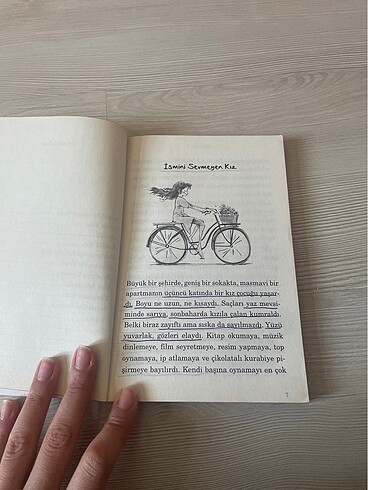 İsmini Sevmeyen Kız
Büyük bir şehirde, geniş bir sokakta, masmavi bir
apartmanın üçüncü katında bir kız çocuğu yaşar-
dı. Boyu ne uzun, ne kısaydı. Saçları yaz mevsi-
minde sarıya, sonbaharda kızıla çalan kumraldı.
Belki biraz zayıftı ama sıska da sayılmazdı. Yüzü
yuvarlak, gözleri elaydı. Kitap okumaya, müzik
dinlemeye, film seyretmeye, resim yapmaya, top
oynamaya, ip atlamaya ve çikolatalı kurabiye pi-
şirmeye bayılırdı. Kendi başına oynamayı en çok
7